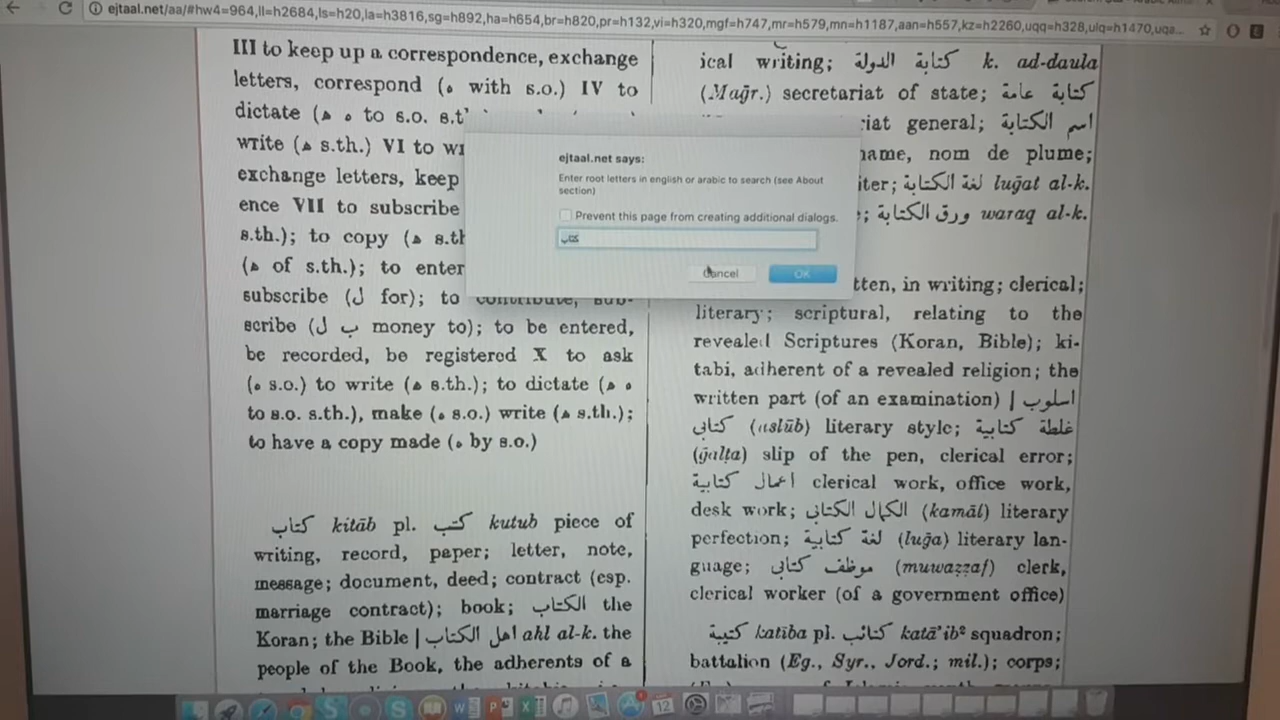 ejtaal.net/aa/#hw4=964,ll=h2684,ls=h20,la=h3816,sg=h892,ha=h654,br=h820,pr=h132,vi=h320,mgf=h747,mr=h579,mn=h1187,aan=h557,kz=h2260,uqq=h328,ulq=h1470,uqa...
III to keep up a correspondence, exchange
letters, correspond (ه with s.o.) IV to
dictate (ه ه to s.o. s.th
write (ه s.th.) VI to
exchange letters, keep
ence VII to subscribe
s.th.); to copy (ه
(ه of s.th.); to enter
subscribe (ل for); to contribute, sub-
scribe (ل ب money to); to be entered,
be recorded, be registered X to ask
(ه s.o.) to write (ه s.th.); to dictate (ه ه
to s.o. s.th.), make (ه s.o.) write (ه s.th.);
to have a copy made (ه by s.o.)
كتاب kitāb pl. كتب kutub piece of
writing, record, paper; letter, note,
message; document, deed; contract (esp.
marriage contract); book; الكتاب the
Koran; the Bible | اهل الكتاب ahl al-k. the
people of the Book, the adherents of a
ejtaal.net says:
Enter root letters in english or arabic to search (see About
section)
Prevent this page from creating additional dialogs.
كتب
Cancel
OK
ical writing; كتابة الدولة k. ad-daula
(Maḡr.) secretariat of state; كتابة عامة
general; اسم الكتابة
name, nom de plume;
لغة الكتابة luḡat al-k.
ورق الكتابة waraq al-k.
in writing; clerical;
literary; scriptural, relating to the
revealed Scriptures (Koran, Bible); ki-
tabi, adherent of a revealed religion; the
written part (of an examination) | اسلوب
كتابى (uslūb) literary style; غلطة كتابية
(ḡalṭa) slip of the pen, clerical error;
اعمال كتابية clerical work, office work,
desk work; الكمال الكتابى (kamāl) literary
perfection; لغة كتابية (luḡa) literary lan-
guage; موظف كتابى (muwaẓẓaf) clerk,
clerical worker (of a government office)
كتيبة katība pl. كتائب katā'ib² squadron;
battalion (Eg., Syr., Jord.; mil.); corps;
12